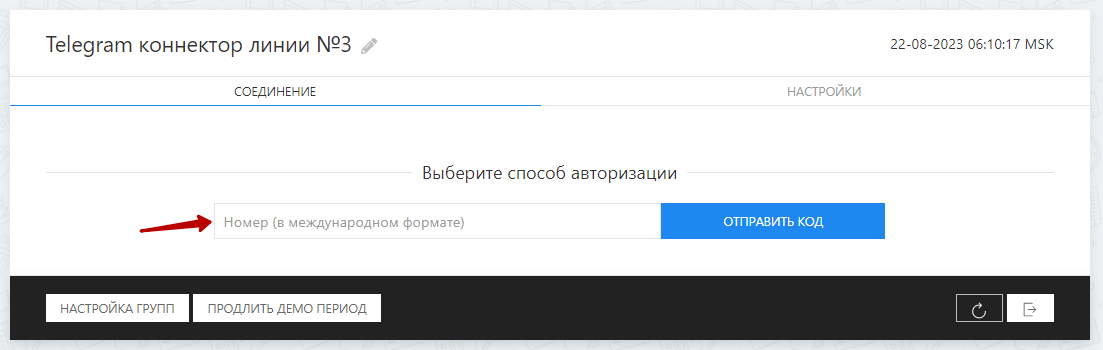 Telegram коннектор линии №3
22-08-2023 06:10:17 MSK
СОЕДИНЕНИЕ
НАСТРОЙКИ
Выберите способ авторизации
Номер (в международном формате)
ОТПРАВИТЬ КОД
НАСТРОЙКА ГРУПП
ПРОДЛИТЬ ДЕМО ПЕРИОД